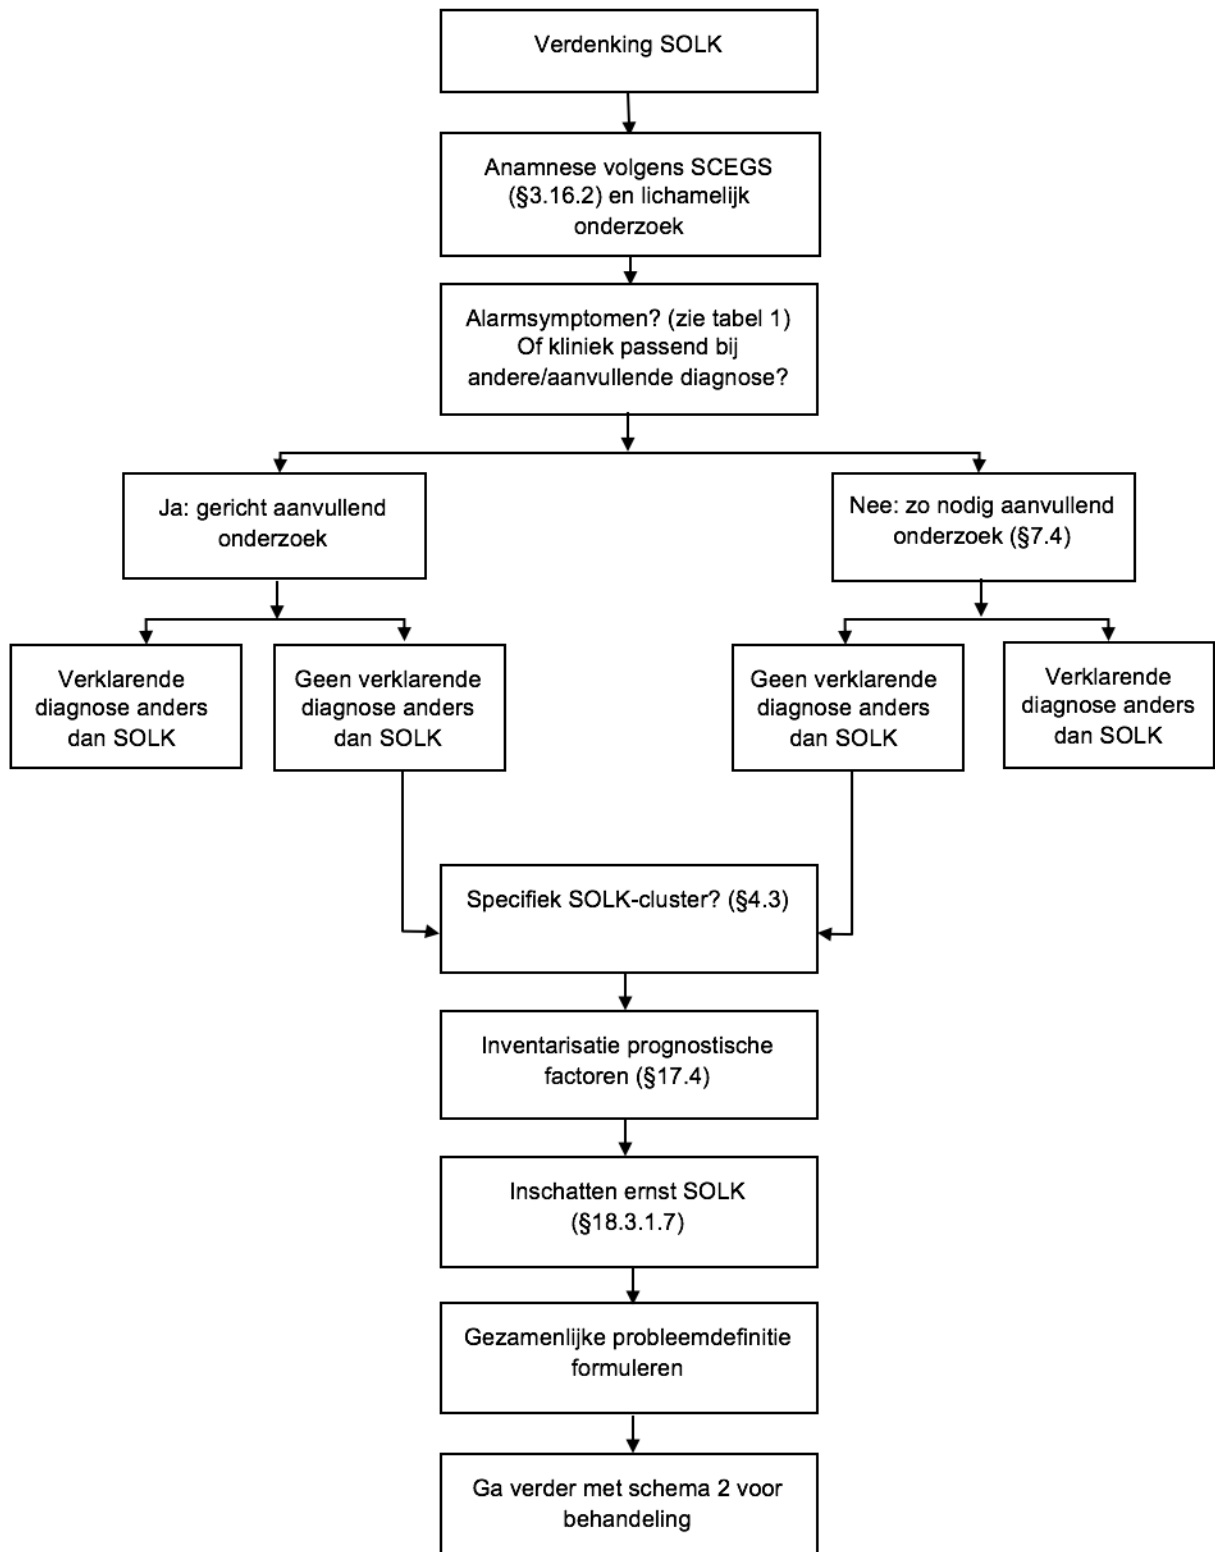 Verdenking SOLK
Anamnese volgens SCEGS
(§3.16.2) en lichamelijk
onderzoek
Alarmsymptomen? (zie tabel 1)
Of kliniek passend bij
andere/aanvullende diagnose?
Ja: gericht aanvullend
onderzoek
Nee: zo nodig aanvullend
onderzoek (§7.4)
Verklarende
diagnose anders
dan SOLK
Geen verklarende
diagnose anders
dan SOLK
Geen verklarende
diagnose anders
dan SOLK
Verklarende
diagnose anders
dan SOLK
Specifiek SOLK-cluster? (§4.3)
Inventarisatie prognostische
factoren (§17.4)
Inschatten ernst SOLK
(§18.3.1.7)
Gezamenlijke probleemdefinitie
formuleren
Ga verder met schema 2 voor
behandeling